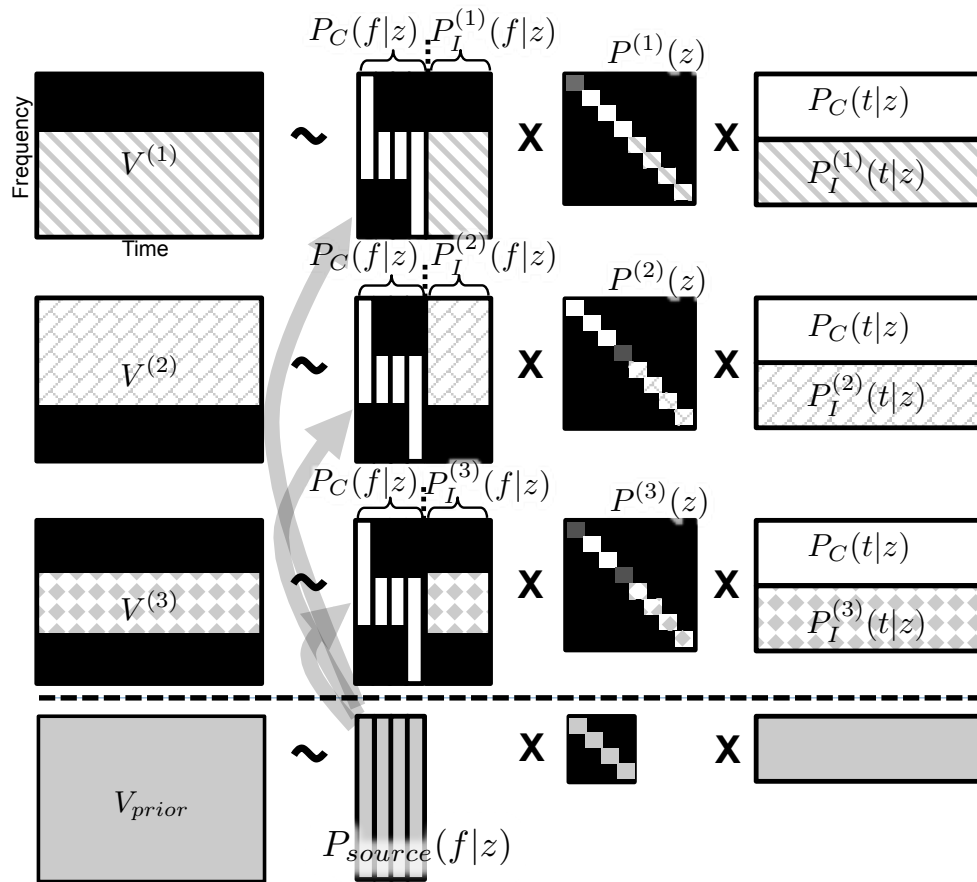 P_C(f|z) P_I^{(1)}(f|z) P^{(1)}(z)
Frequency
V^{(1)} ~ X X P_C(t|z)
P_I^{(1)}(t|z)
Time
P_C(f|z) P_I^{(2)}(f|z) P^{(2)}(z)
V^{(2)} ~ X X P_C(t|z)
P_I^{(2)}(t|z)
P_C(f|z) P_I^{(3)}(f|z) P^{(3)}(z)
V^{(3)} ~ X X P_C(t|z)
P_I^{(3)}(t|z)
V_{prior} ~ X X
P_{source}(f|z)